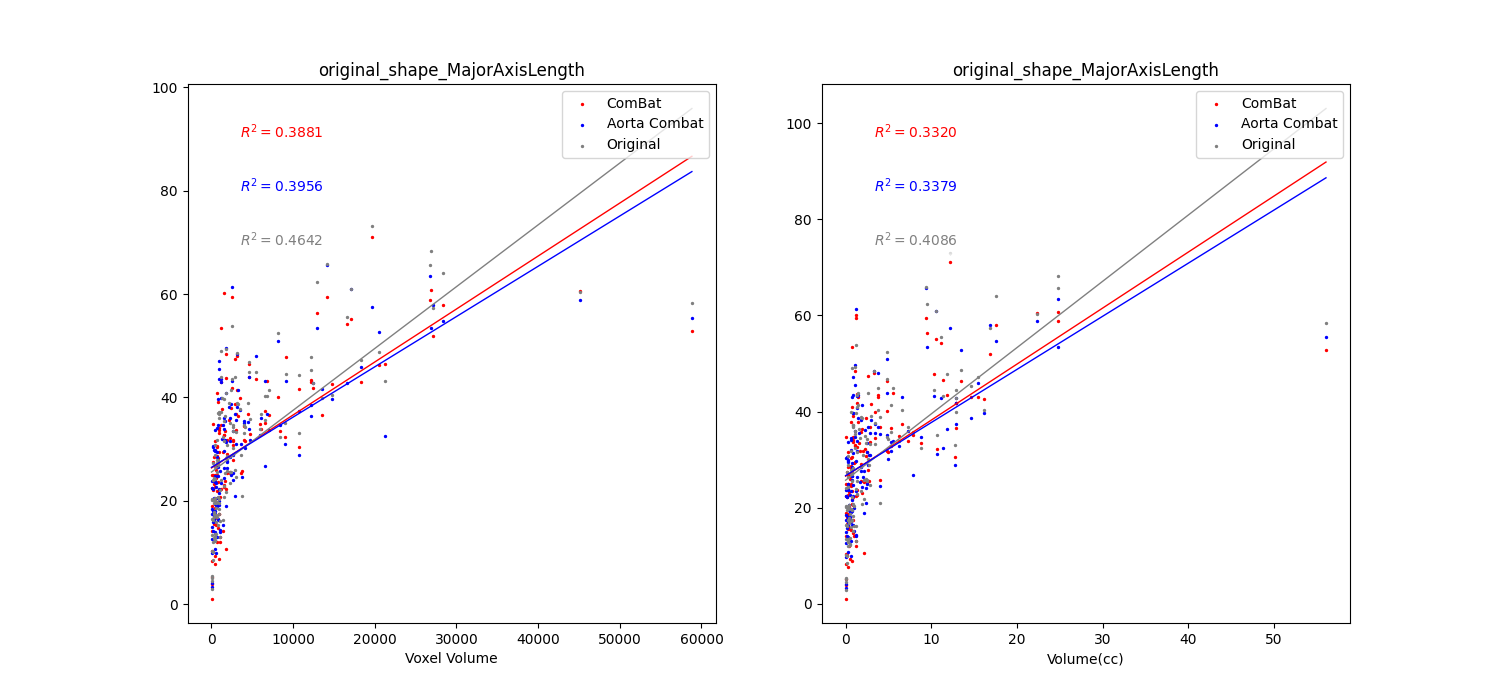 original_shape_MajorAxisLength
100
80
60
40
20
0
R² = 0.3881
R² = 0.3956
R² = 0.4642
ComBat
Aorta Combat
Original
0 10000 20000 30000 40000 50000 60000
Voxel Volume
original_shape_MajorAxisLength
100
80
60
40
20
0
R² = 0.3320
R² = 0.3379
R² = 0.4086
ComBat
Aorta Combat
Original
0 10 20 30 40 50
Volume(cc)